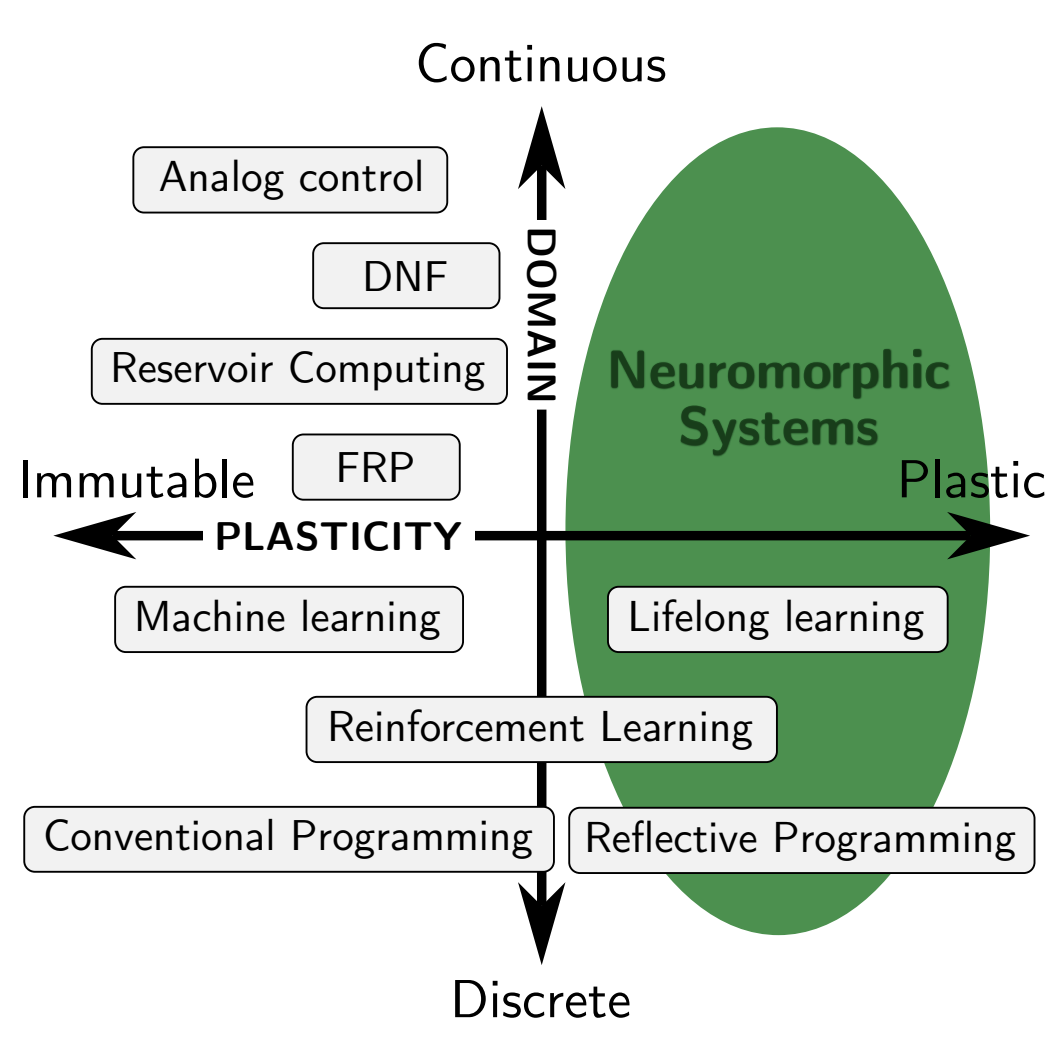 Continuous
Analog control
DOMAIN
DNF
Reservoir Computing
Neuromorphic
Systems
FRP
Immutable
Plastic
PLASTICITY
Machine learning
Lifelong learning
Reinforcement Learning
Conventional Programming
Reflective Programming
Discrete